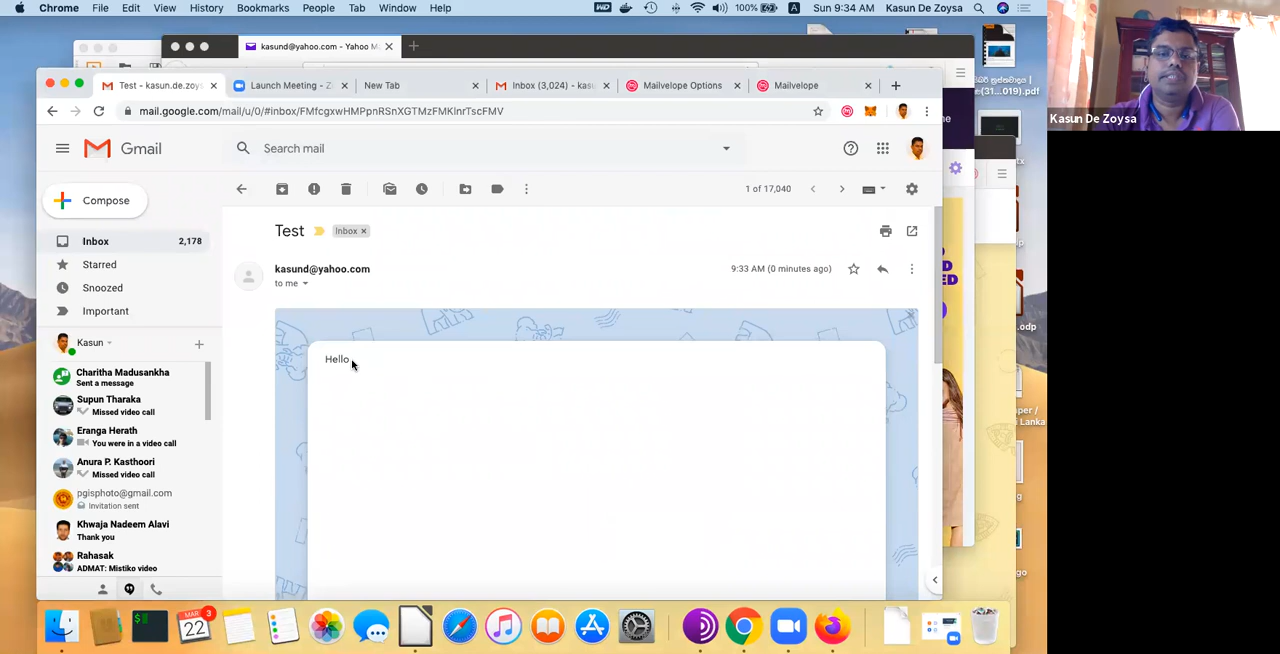 Chrome File Edit View History Bookmarks People Tab Window Help
100% A Sun 9:34 AM Kasun De Zoysa
kasund@yahoo.com - Yahoo M
Test - kasun.de.zoys
Launch Meeting - Z
New Tab
Inbox (3,024) - kasu
Mailvelope Options
Mailvelope
mail.google.com/mail/u/0/#inbox/FMfcgxwHMPpnRSnXGTMzFMKlnrTscFMV
Gmail
Search mail
Compose
1 of 17,040
Inbox 2,178
Starred
Snoozed
Important
Kasun
Charitha Madusankha
Sent a message
Supun Tharaka
Missed video call
Eranga Herath
You were in a video call
Anura P. Kasthoori
Missed video call
pgisphoto@gmail.com
Invitation sent
Khwaja Nadeem Alavi
Thank you
Rahasak
ADMAT: Mistiko video
Test
Inbox x
kasund@yahoo.com
9:33 AM (0 minutes ago)
to me
Hello
Kasun De Zoysa
.odp
MAR
22
3